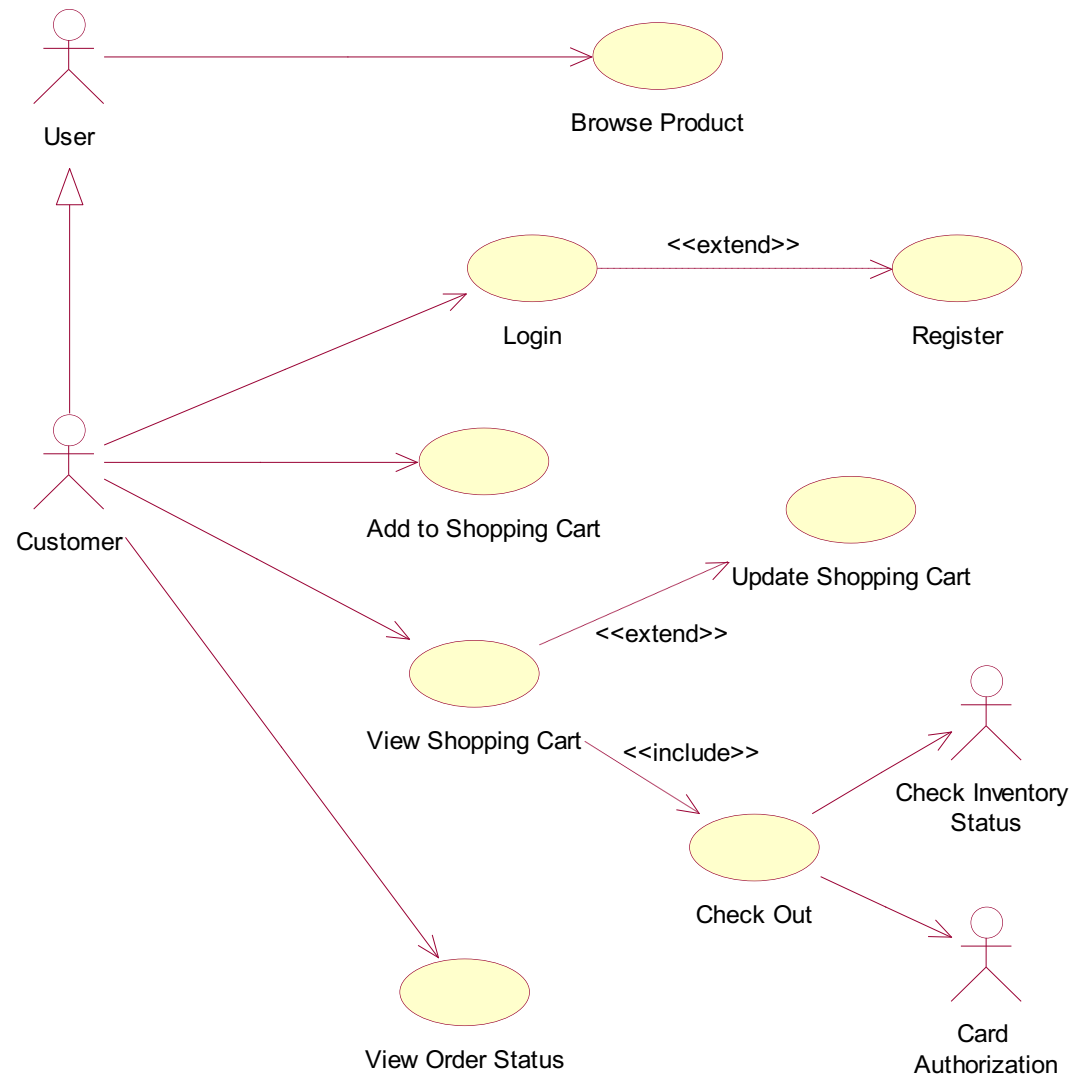 User
Browse Product
<<extend>>
Login
Register
Add to Shopping Cart
Customer
Update Shopping Cart
<<extend>>
View Shopping Cart
<<include>>
Check Inventory
Status
Check Out
Card
Authorization
View Order Status